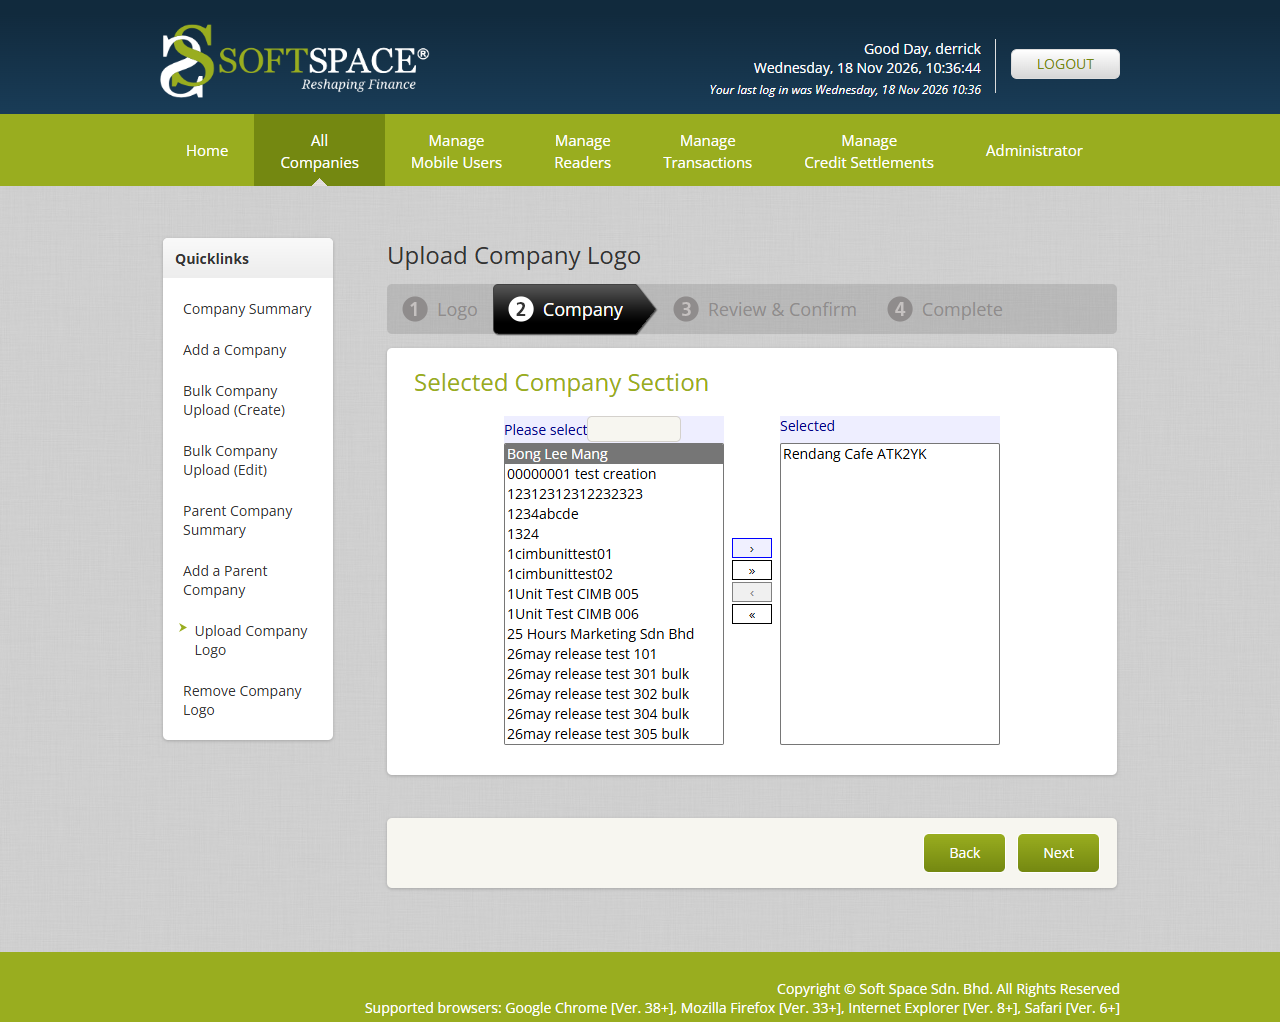 SOFTSPACE®
Reshaping Finance
Good Day, derrick
Wednesday, 18 Nov 2026, 10:36:44
Your last log in was Wednesday, 18 Nov 2026 10:36
LOGOUT
Home
All
Companies
Manage
Mobile Users
Manage
Readers
Manage
Transactions
Manage
Credit Settlements
Administrator
Quicklinks
Company Summary
Add a Company
Bulk Company
Upload (Create)
Bulk Company
Upload (Edit)
Parent Company
Summary
Add a Parent
Company
Upload Company
Logo
Remove Company
Logo
Upload Company Logo
1 Logo
2 Company
3 Review & Confirm
4 Complete
Selected Company Section
Please select
Bong Lee Mang
00000001 test creation
12312312312232323
1234abcde
1324
1cimbunittest01
1cimbunittest02
1Unit Test CIMB 005
1Unit Test CIMB 006
25 Hours Marketing Sdn Bhd
26may release test 101
26may release test 301 bulk
26may release test 302 bulk
26may release test 304 bulk
26may release test 305 bulk
›
»
‹
«
Selected
Rendang Cafe ATK2YK
Back
Next
Copyright © Soft Space Sdn. Bhd. All Rights Reserved
Supported browsers: Google Chrome [Ver. 38+], Mozilla Firefox [Ver. 33+], Internet Explorer [Ver. 8+], Safari [Ver. 6+]